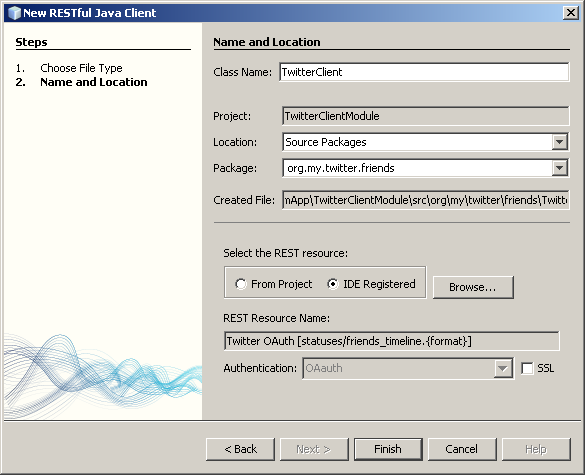 New RESTful Java Client
Steps
1. Choose File Type
2. Name and Location
Name and Location
Class Name: TwitterClient
Project: TwitterClientModule
Location: Source Packages
Package: org.my.twitter.friends
Created File: mApp\TwitterClientModule\src\org\my\twitter\friends\Twitte
Select the REST resource:
From Project IDE Registered Browse...
REST Resource Name:
Twitter OAuth [statuses/friends_timeline.{format}]
Authentication: OAauth SSL
< Back Next > Finish Cancel Help